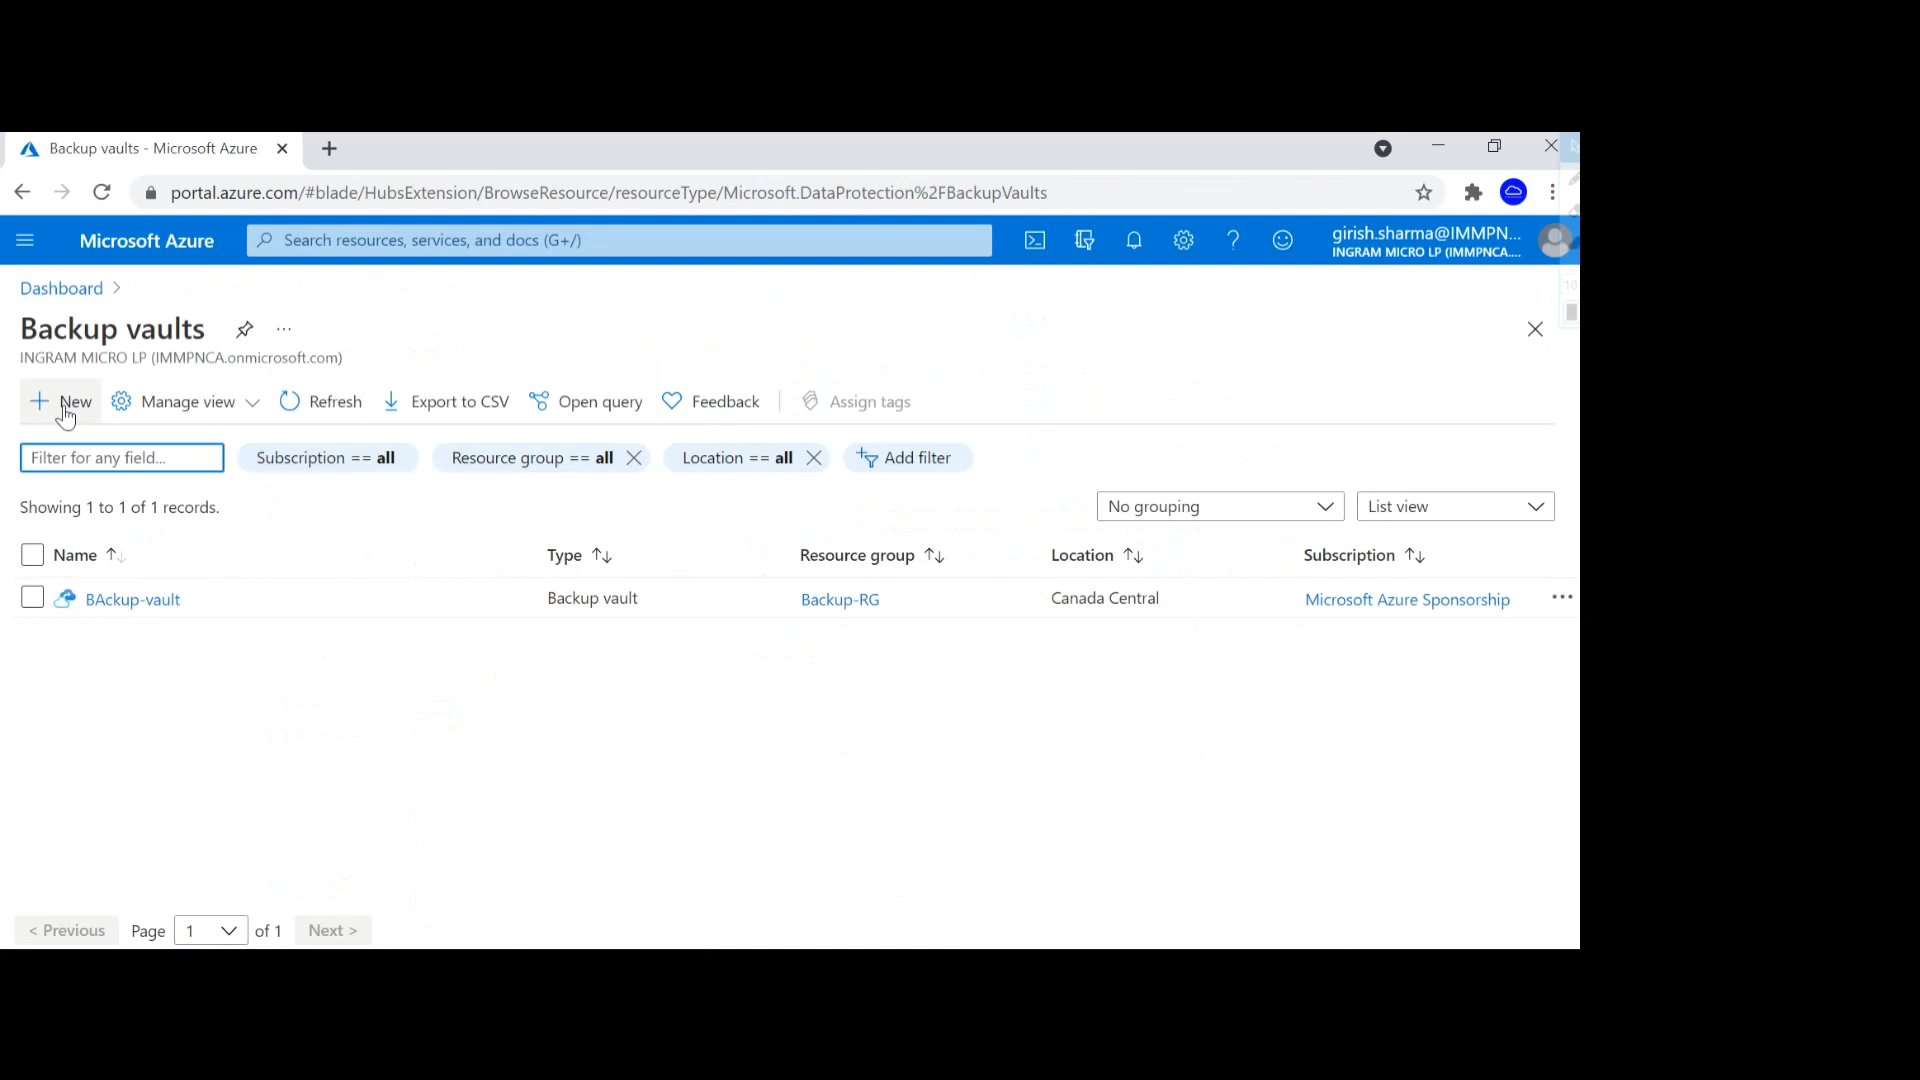 Backup vaults - Microsoft Azure
portal.azure.com/#blade/HubsExtension/BrowseResource/resourceType/Microsoft.DataProtection%2FBackupVaults
Microsoft Azure
Search resources, services, and docs (G+/)
girish.sharma@IMMPN...
INGRAM MICRO LP (IMMPNCA....
Dashboard
Backup vaults
INGRAM MICRO LP (IMMPNCA.onmicrosoft.com)
New Manage view Refresh Export to CSV Open query Feedback Assign tags
Filter for any field... Subscription == all Resource group == all Location == all Add filter
Showing 1 to 1 of 1 records. No grouping List view
Name Type Resource group Location Subscription
BAckup-vault Backup vault Backup-RG Canada Central Microsoft Azure Sponsorship
< Previous Page 1 of 1 Next >